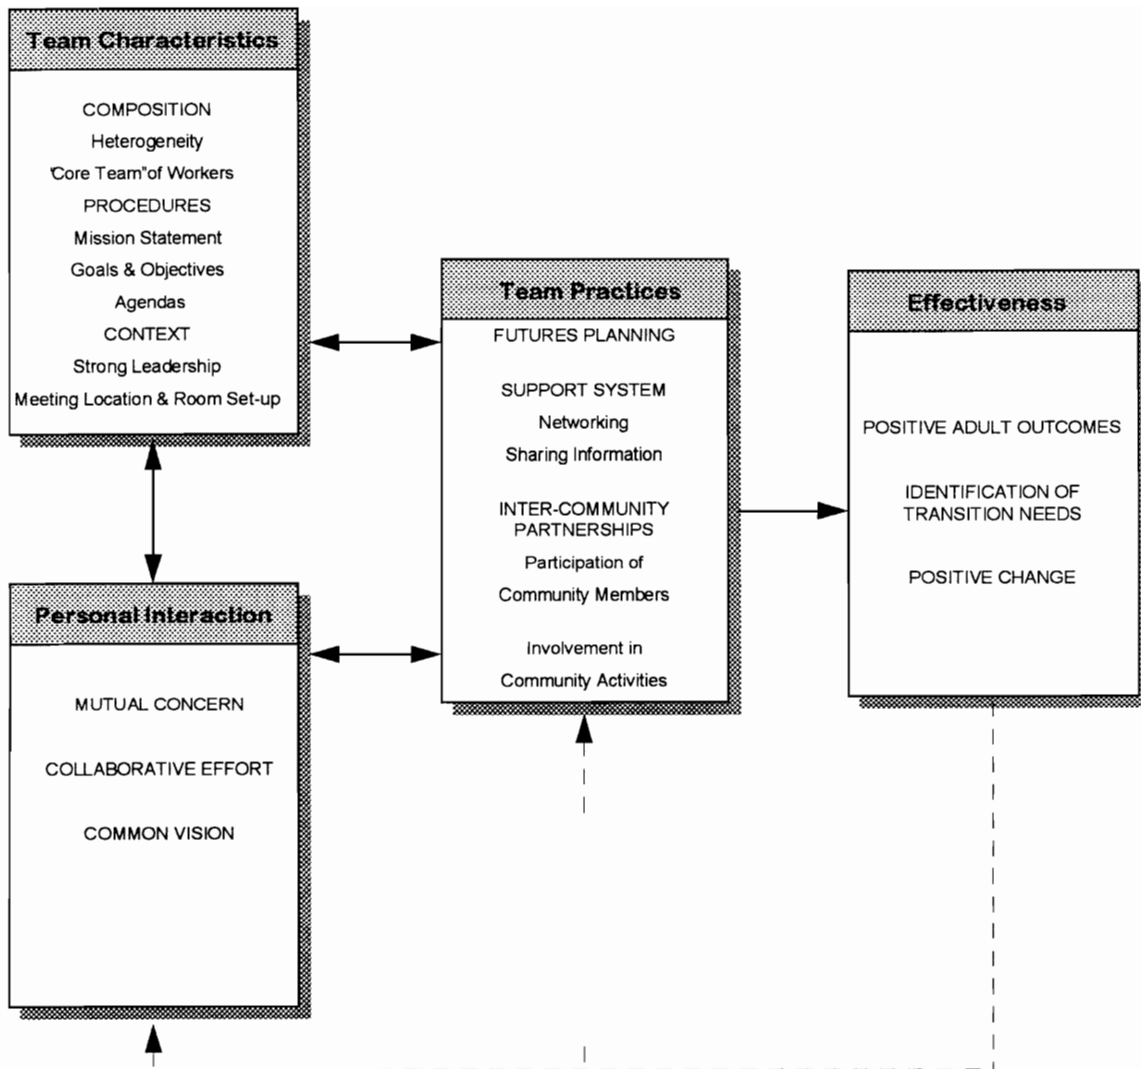 Team Characteristics
COMPOSITION
Heterogeneity
"Core Team"of Workers
PROCEDURES
Mission Statement
Goals & Objectives
Agendas
CONTEXT
Strong Leadership
Meeting Location & Room Set-up
Personal Interaction
MUTUAL CONCERN
COLLABORATIVE EFFORT
COMMON VISION
Team Practices
FUTURES PLANNING
SUPPORT SYSTEM
Networking
Sharing Information
INTER-COMMUNITY
PARTNERSHIPS
Participation of
Community Members
Involvement in
Community Activities
Effectiveness
POSITIVE ADULT OUTCOMES
IDENTIFICATION OF
TRANSITION NEEDS
POSITIVE CHANGE